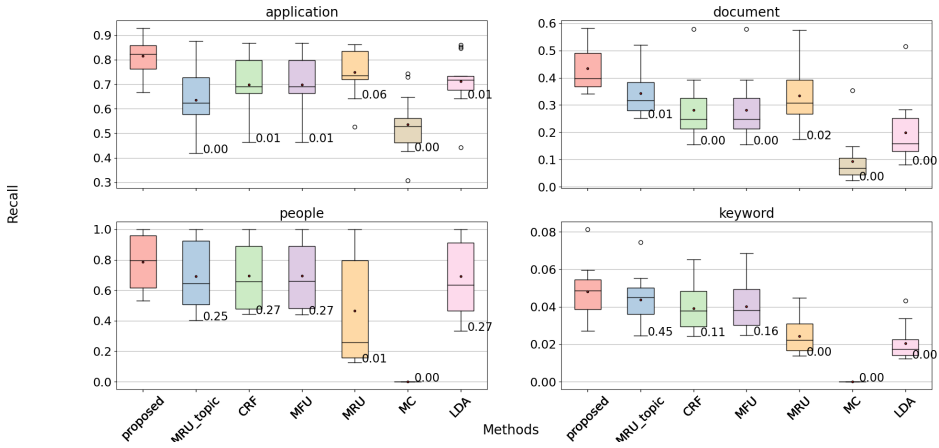 application
0.9
0.8
0.7
0.6
0.5
0.4
0.3
0.00
0.01
0.01
0.06
0.00
0.01
document
0.6
0.5
0.4
0.3
0.2
0.1
0.0
0.01
0.00
0.00
0.02
0.00
0.00
Recall
people
1.0
0.8
0.6
0.4
0.2
0.0
0.25
0.27
0.27
0.01
0.00
0.27
keyword
0.08
0.06
0.04
0.02
0.00
0.45
0.11
0.16
0.00
0.00
0.00
proposed
MRU_topic
CRF
MFU
MRU
MC
LDA
proposed
MRU_topic
CRF
MFU
MRU
MC
LDA
Methods